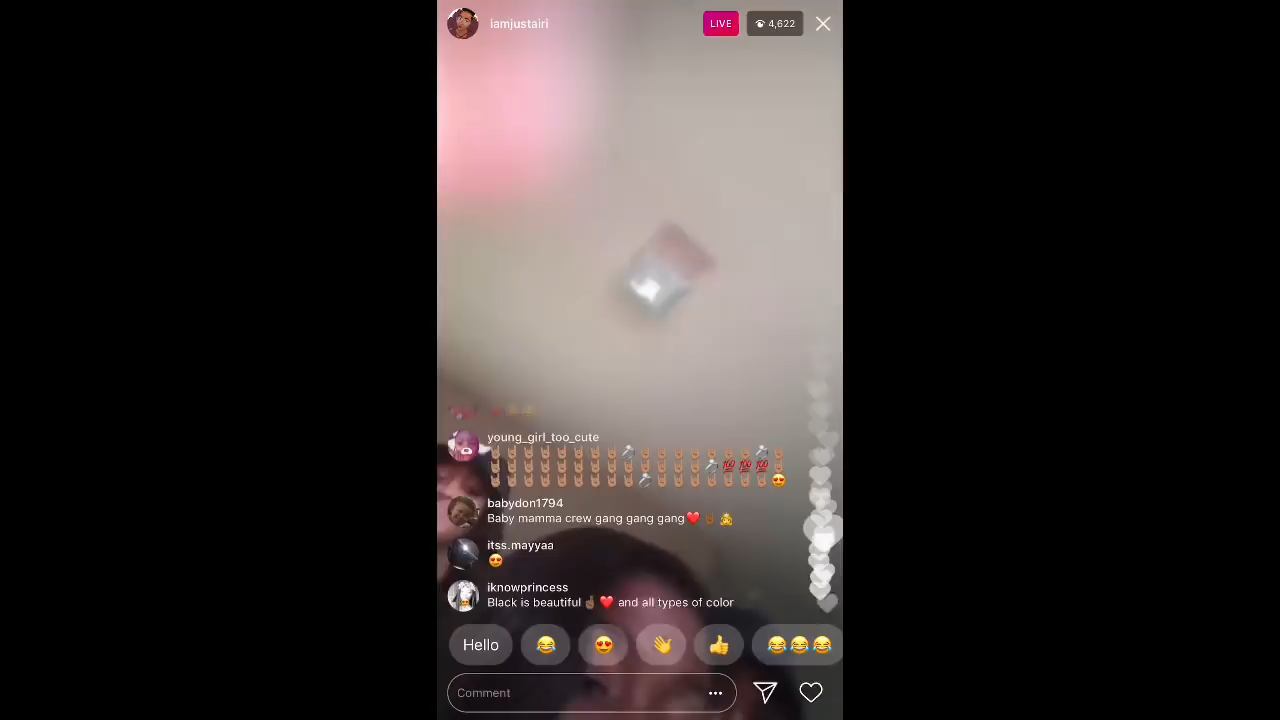 iamjustairi
LIVE
4,622
young_girl_too_cute
💯💯💯
babydon1794
Baby mamma crew gang gang gang❤️☝🏾👰
itss.mayyaa
😍
iknowprincess
Black is beautiful☝🏽❤️ and all types of color
Hello 😂 😍 👋 👍 😂😂😂
Comment